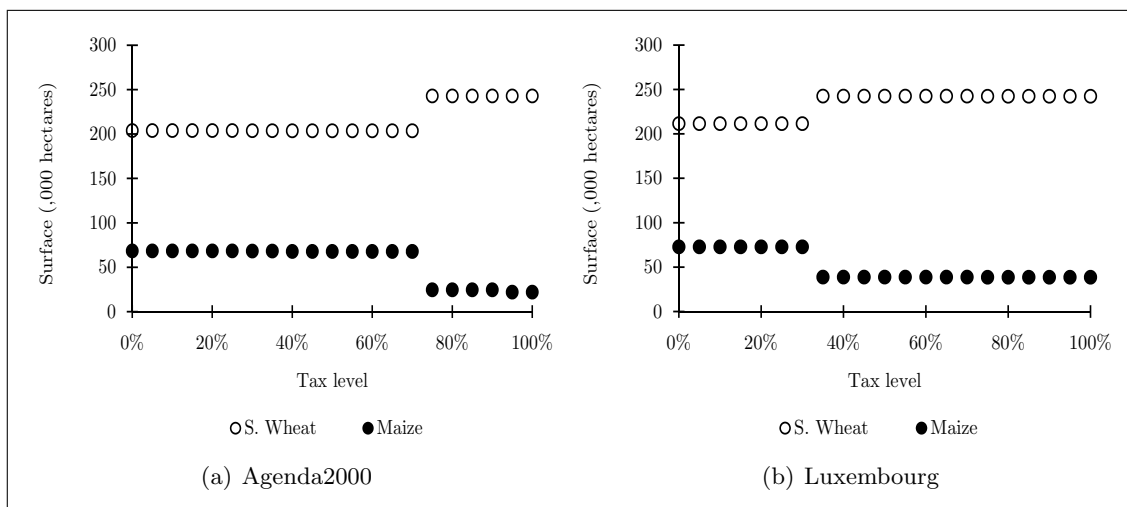 Surface (,000 hectares)
300
250
200
150
100
50
0
0% 20% 40% 60% 80% 100%
Tax level
S. Wheat Maize
(a) Agenda2000
Surface (,000 hectares)
300
250
200
150
100
50
0
0% 20% 40% 60% 80% 100%
Tax level
S. Wheat Maize
(b) Luxembourg